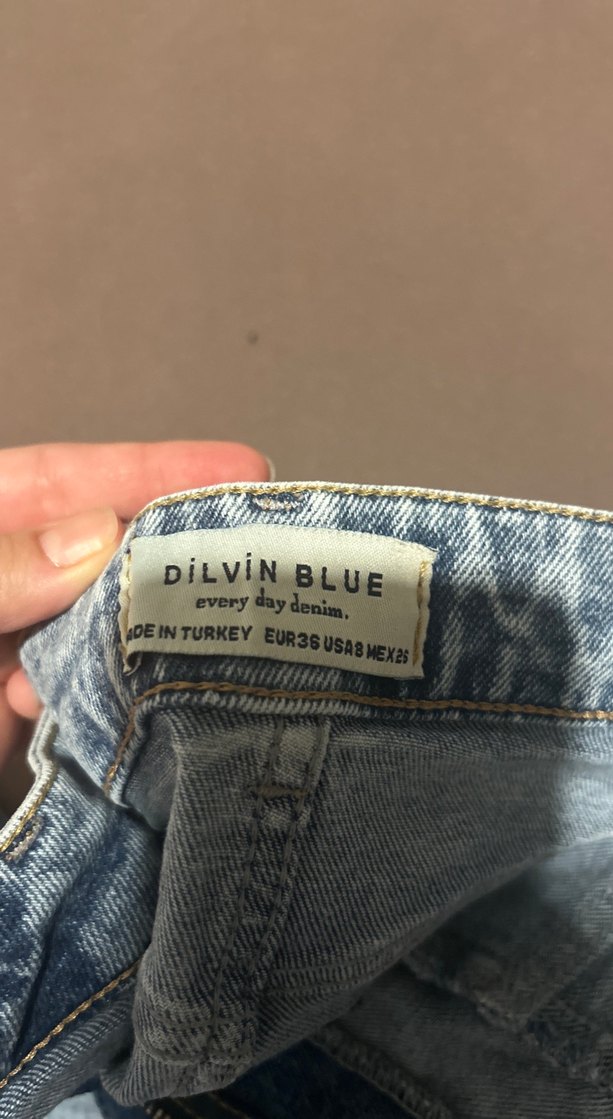 DİLVİN BLUE
every day denim.
ADE IN TURKEY EUR36 USA8 MEX26